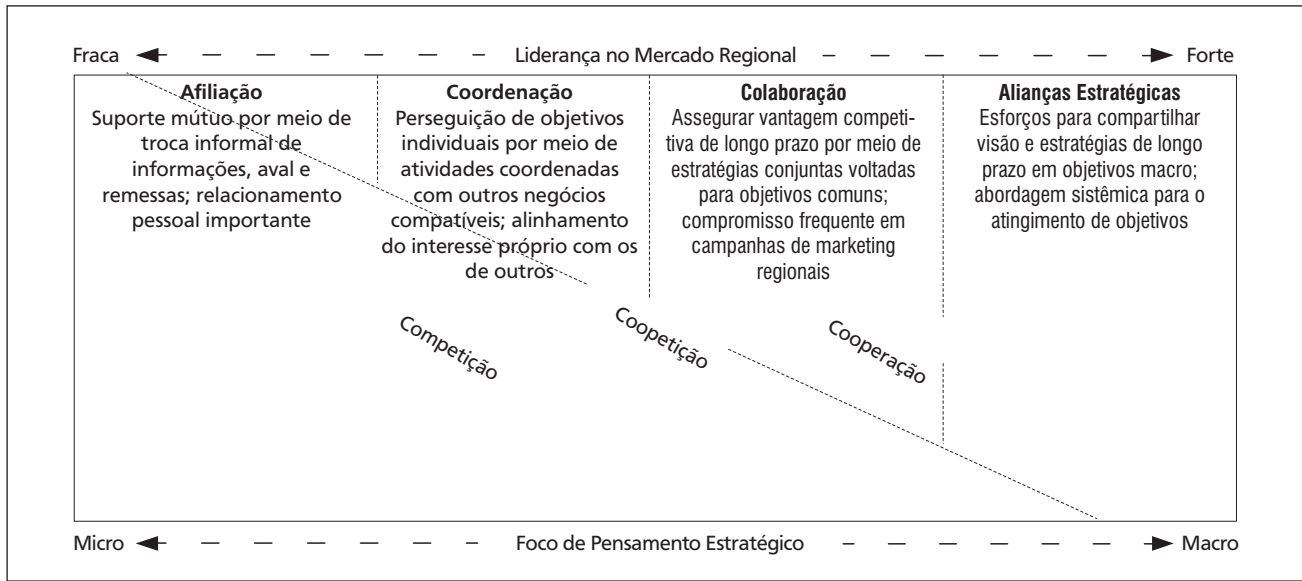 Fraca Liderança no Mercado Regional Forte
Afiliação
Suporte mútuo por meio de
troca informal de
informações, aval e
remessas; relacionamento
pessoal importante
Coordenação
Perseguição de objetivos
individuais por meio de
atividades coordenadas
com outros negócios
compatíveis; alinhamento
do interesse próprio com os
de outros
Colaboração
Assegurar vantagem competi-
tiva de longo prazo por meio de
estratégias conjuntas voltadas
para objetivos comuns;
compromisso frequente em
campanhas de marketing
regionais
Alianças Estratégicas
Esforços para compartilhar
visão e estratégias de longo
prazo em objetivos macro;
abordagem sistêmica para o
atingimento de objetivos
Competição
Coopetição
Cooperação
Micro Foco de Pensamento Estratégico Macro